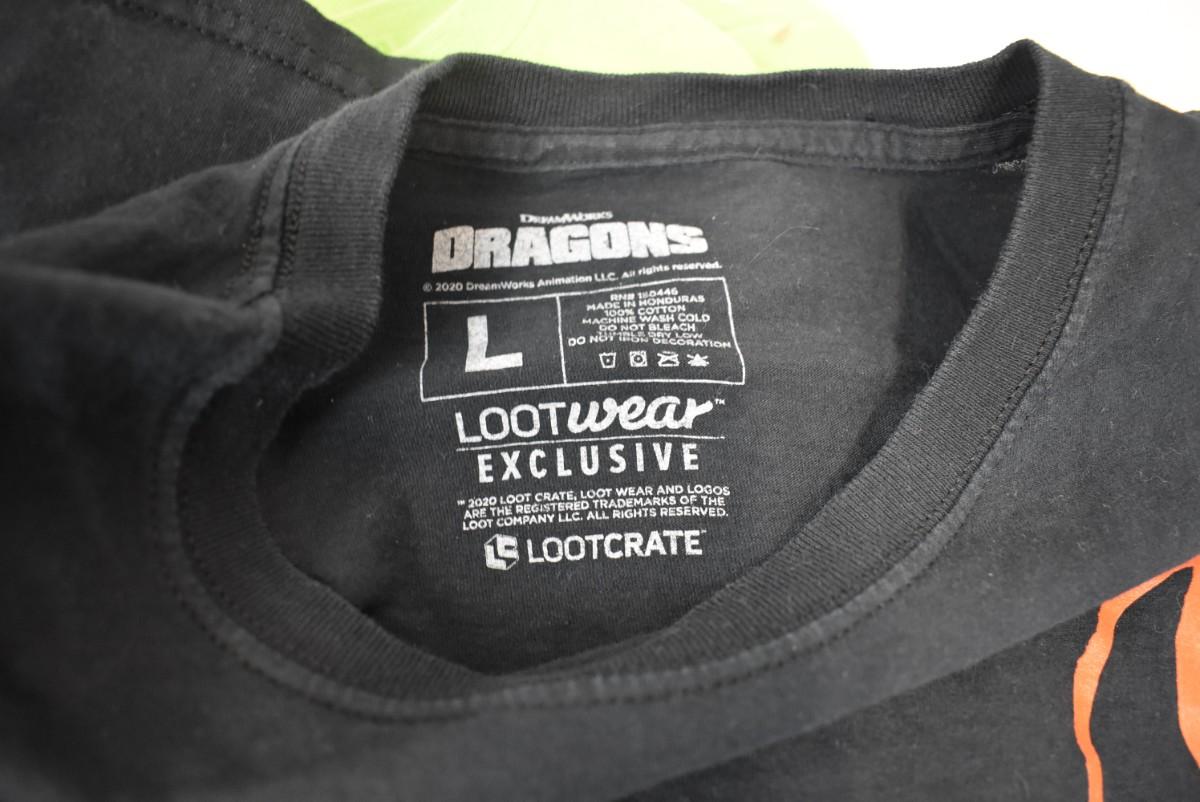 DREAMWORKS
DRAGONS
© 2020 DreamWorks Animation LLC. All rights reserved.
L
RN# 150446
MADE IN HONDURAS
100% COTTON
MACHINE WASH COLD
DO NOT BLEACH
TUMBLE DRY LOW
DO NOT IRON DECORATION
LOOTwear™
EXCLUSIVE
™ 2020 LOOT CRATE, LOOT WEAR AND LOGOS
ARE THE REGISTERED TRADEMARKS OF THE
LOOT COMPANY LLC. ALL RIGHTS RESERVED.
LOOTCRATE™